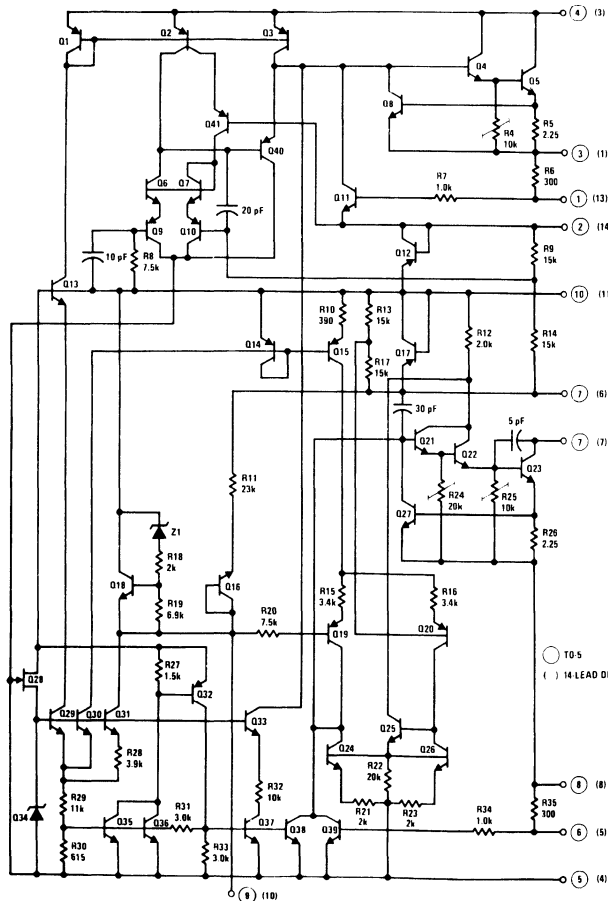 4 (3)
Q1
Q2
Q3
Q4
Q5
Q8
R4
10k
R5
2.25
Q41
Q40
3 (1)
R6
300
R7
1.0k
1 (13)
Q6
Q7
20 pF
Q11
2 (14
Q9
Q10
10 pF
R8
7.5k
Q12
R9
15k
Q13
10 (11
R10
390
R13
15k
Q14
Q15
Q17
R12
2.0k
R14
15k
R17
15k
7 (6)
30 pF
5 pF
7 (7)
Q21
Q22
Q23
R11
23k
R24
20k
R25
10k
Q27
R26
2.25
Z1
R18
2k
Q18
R19
6.9k
Q16
R15
3.4k
R16
3.4k
R20
7.5k
Q19
Q20
TO-5
( ) 14-LEAD DI
R27
1.5k
Q32
Q28
Q29
Q30
Q31
Q33
Q25
Q24
Q26
R28
3.9k
R22
20k
R32
10k
R21
2k
R23
2k
8 (8)
R29
11k
R31
3.0k
R34
1.0k
R35
300
Q34
Q35
Q36
Q37
Q38
Q39
6 (5)
R30
615
R33
3.0k
5 (4)
9 (10)